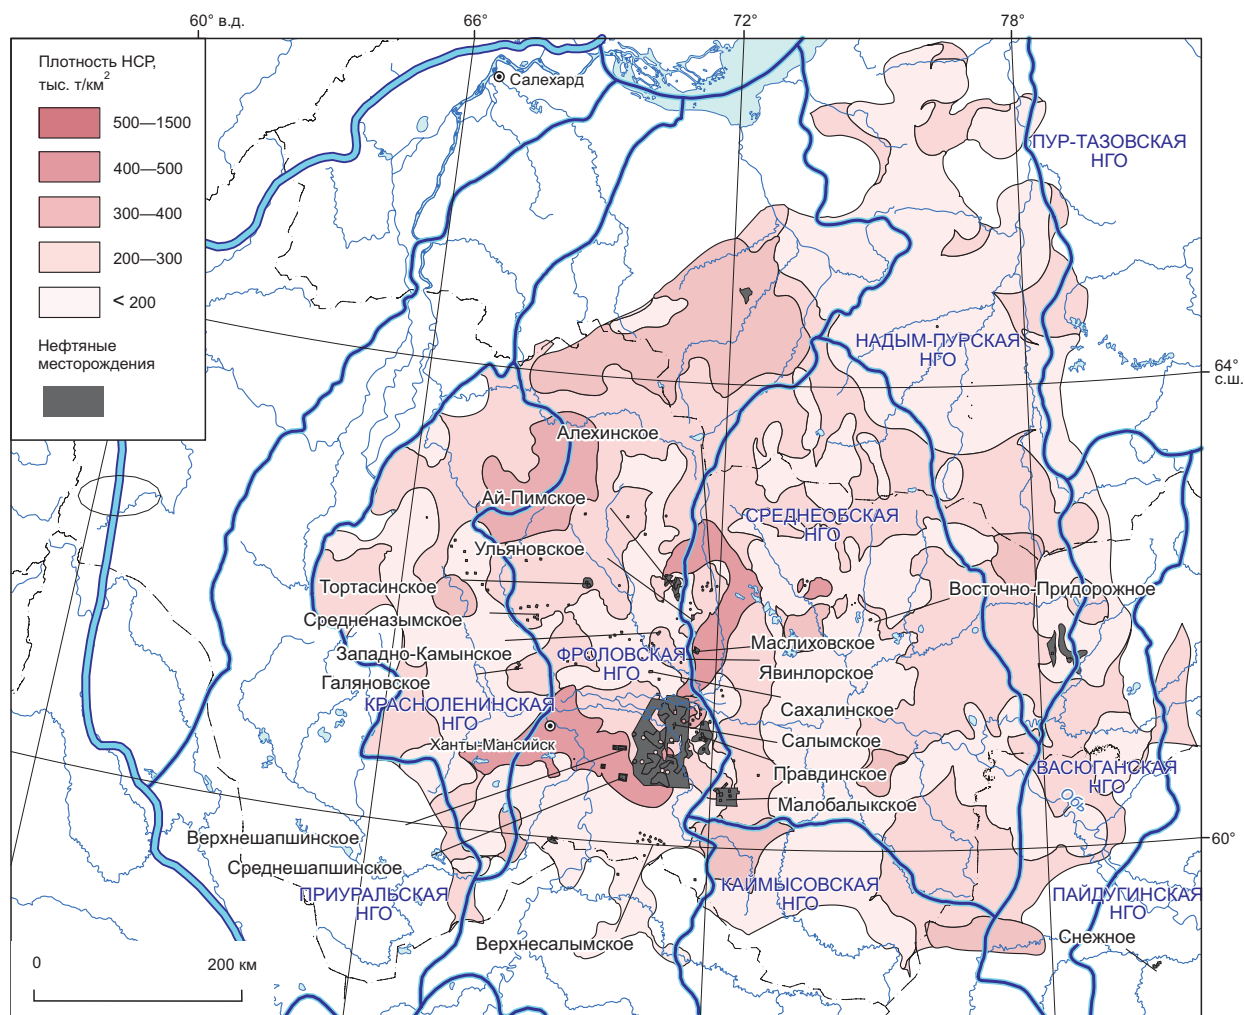 60° в.д.
66°
72°
78°
Плотность НСР,
тыс. т/км²
500—1500
400—500
300—400
200—300
< 200
Нефтяные
месторождения
Салехард
ПУР-ТАЗОВСКАЯ
НГО
НАДЫМ-ПУРСКАЯ
НГО
64°
с.ш.
Алехинское
Ай-Пимское
СРЕДНЕОБСКАЯ
НГО
Ульяновское
Тортасинское
Восточно-Придорожное
Средненазымское
Маслиховское
Западно-Камынское
ФРОЛОВСКАЯ
НГО
Явинлорское
Галяновское
КРАСНОЛЕНИНСКАЯ
НГО
Сахалинское
Ханты-Мансийск
Салымское
Правдинское
ВАСЮГАНСКАЯ
НГО
Обь
Малобалыкское
Верхнешапшинское
60°
Среднешапшинское
ПРИУРАЛЬСКАЯ
НГО
КАЙМЫСОВСКАЯ
НГО
ПАЙДУГИНСКАЯ
НГО
Снежное
Верхнесалымское
0
200 км